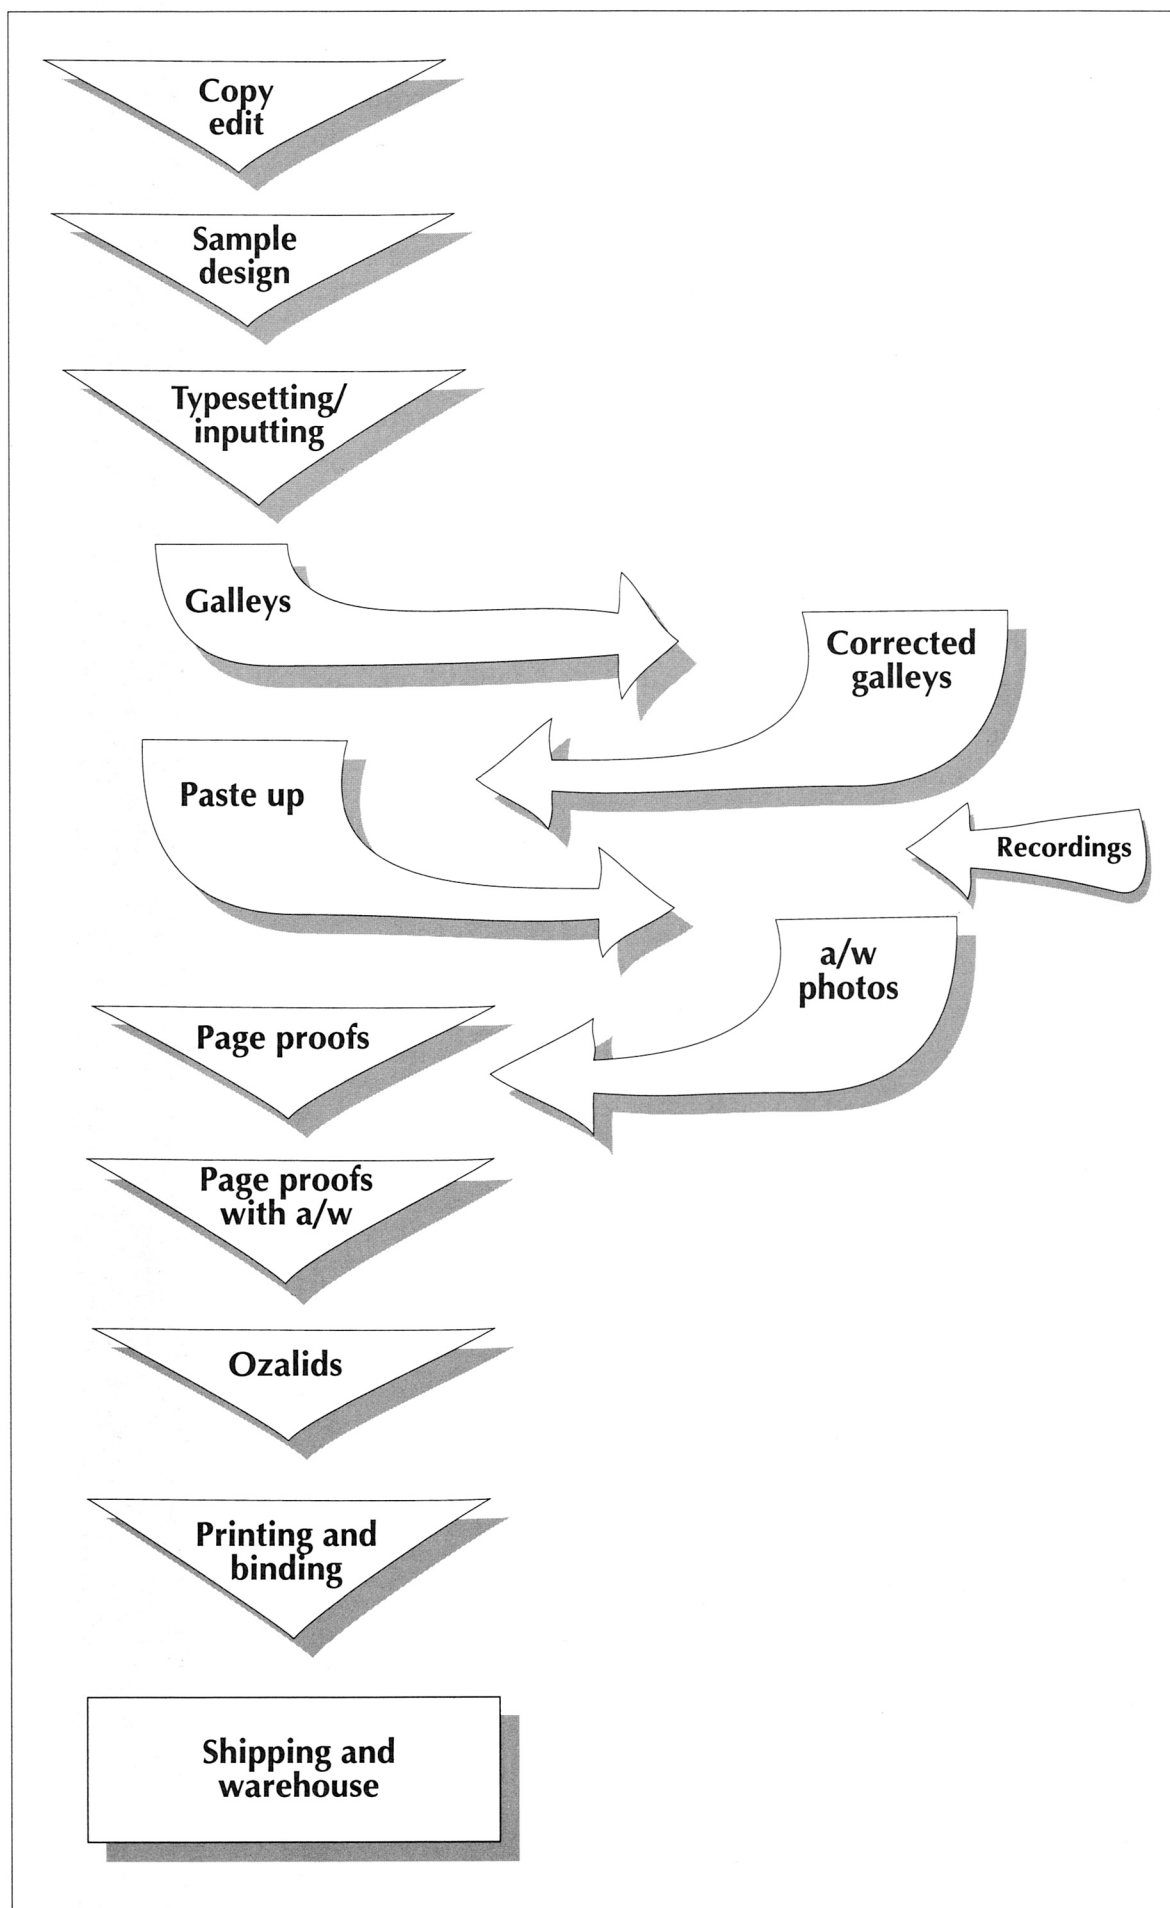 Copy
edit
Sample
design
Typesetting/
inputting
Galleys
Corrected
galleys
Paste up
Recordings
a/w
photos
Page proofs
Page proofs
with a/w
Ozalids
Printing and
binding
Shipping and
warehouse